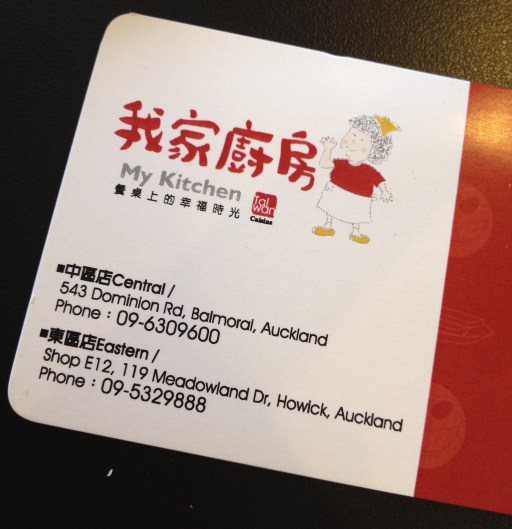 我家廚房
My Kitchen
餐桌上的幸福時光
Tai
wan
Cuisine
■中區店Central /
543 Dominion Rd, Balmoral, Auckland
Phone：09-6309600
■東區店Eastern /
Shop E12, 119 Meadowland Dr, Howick, Auckland
Phone：09-5329888